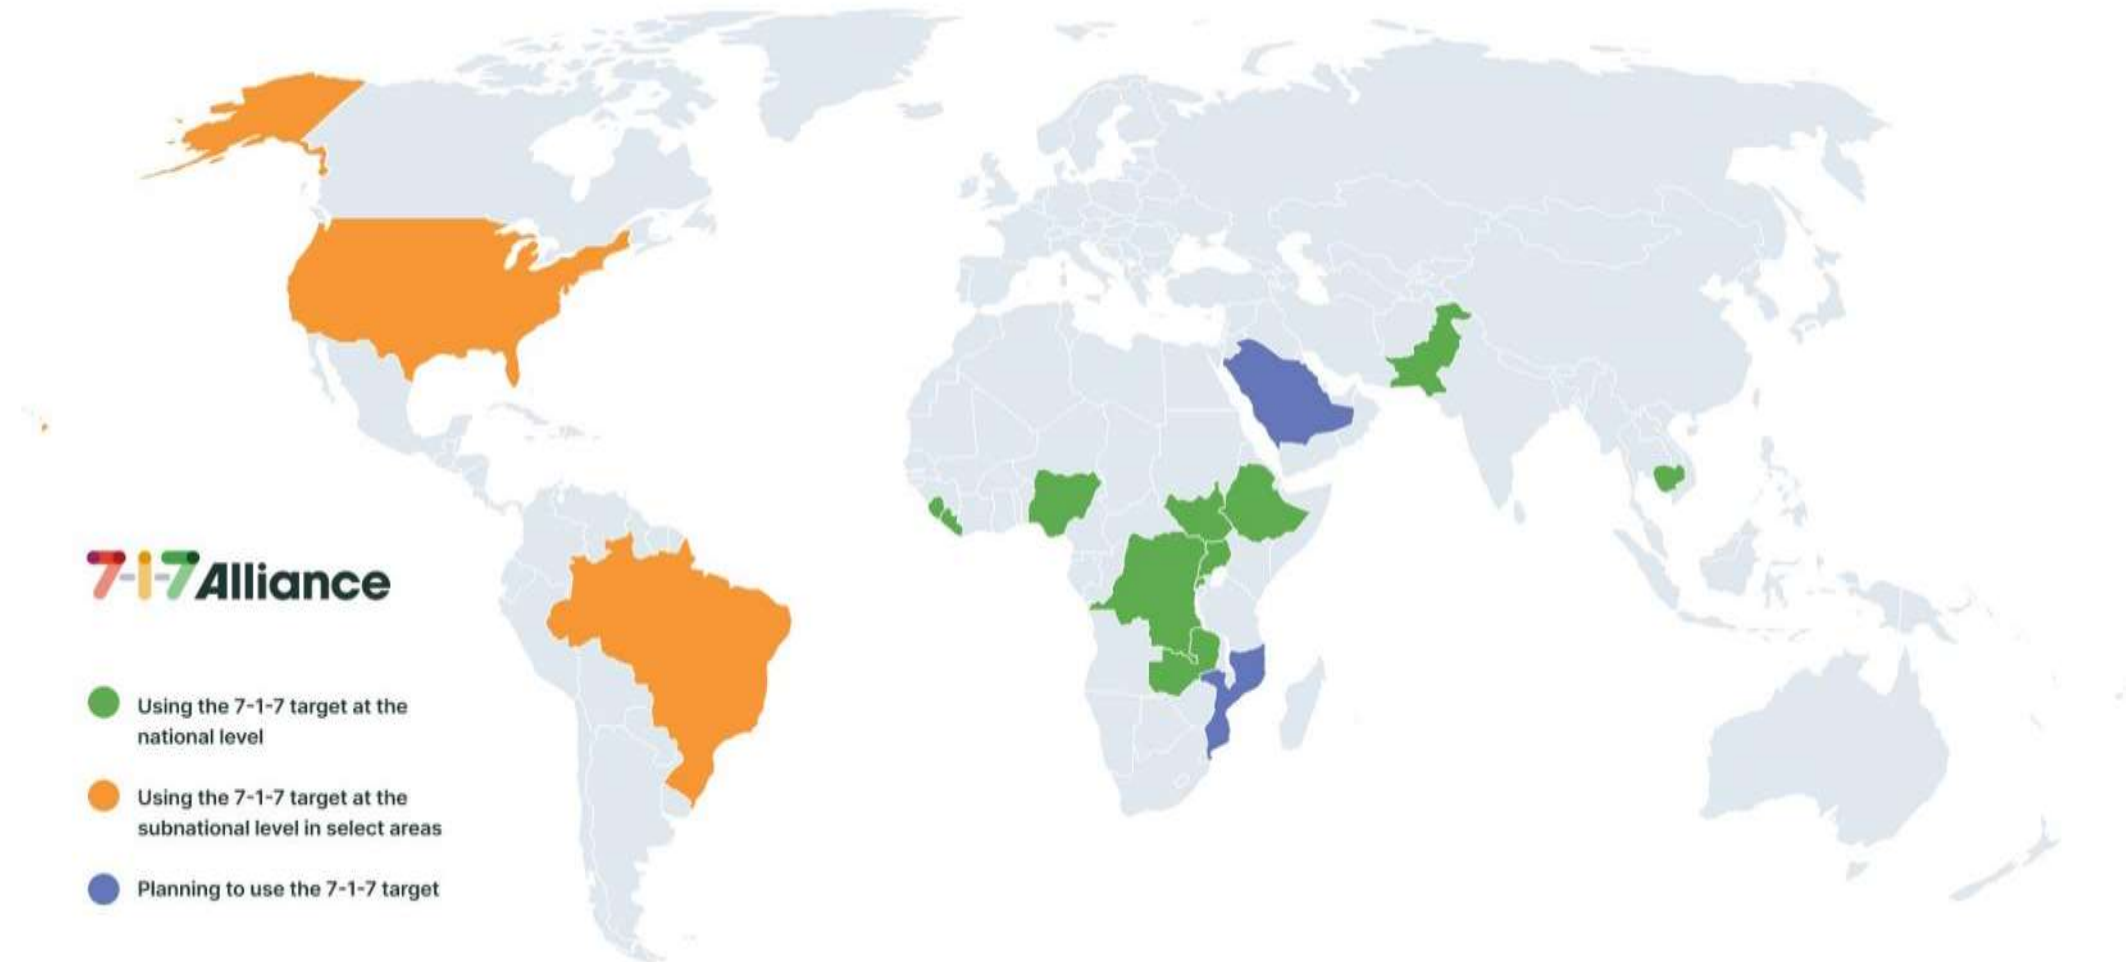 7-1-7 Alliance
Using the 7-1-7 target at the
national level
Using the 7-1-7 target at the
subnational level in select areas
Planning to use the 7-1-7 target